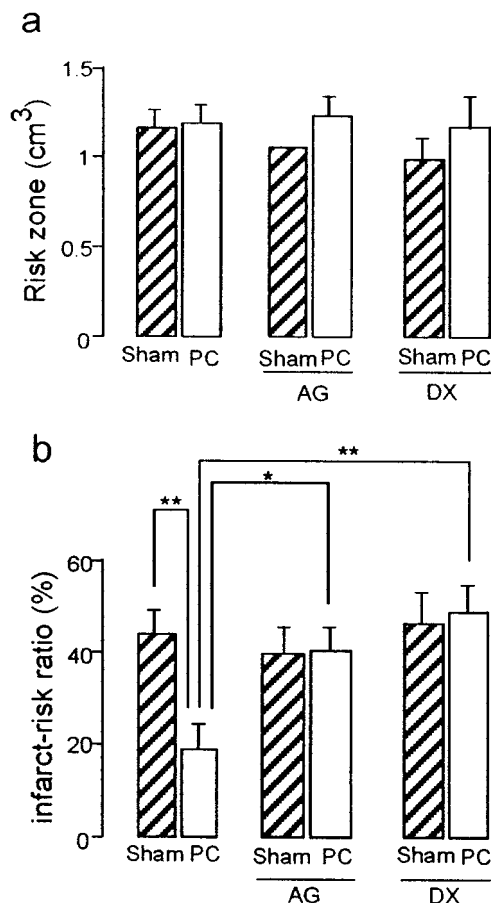 a
Risk zone (cm³)
1.5
1
0.5
0
Sham PC Sham PC Sham PC
AG DX
b
infarct-risk ratio (%)
** * **
60
40
20
0
Sham PC Sham PC Sham PC
AG DX